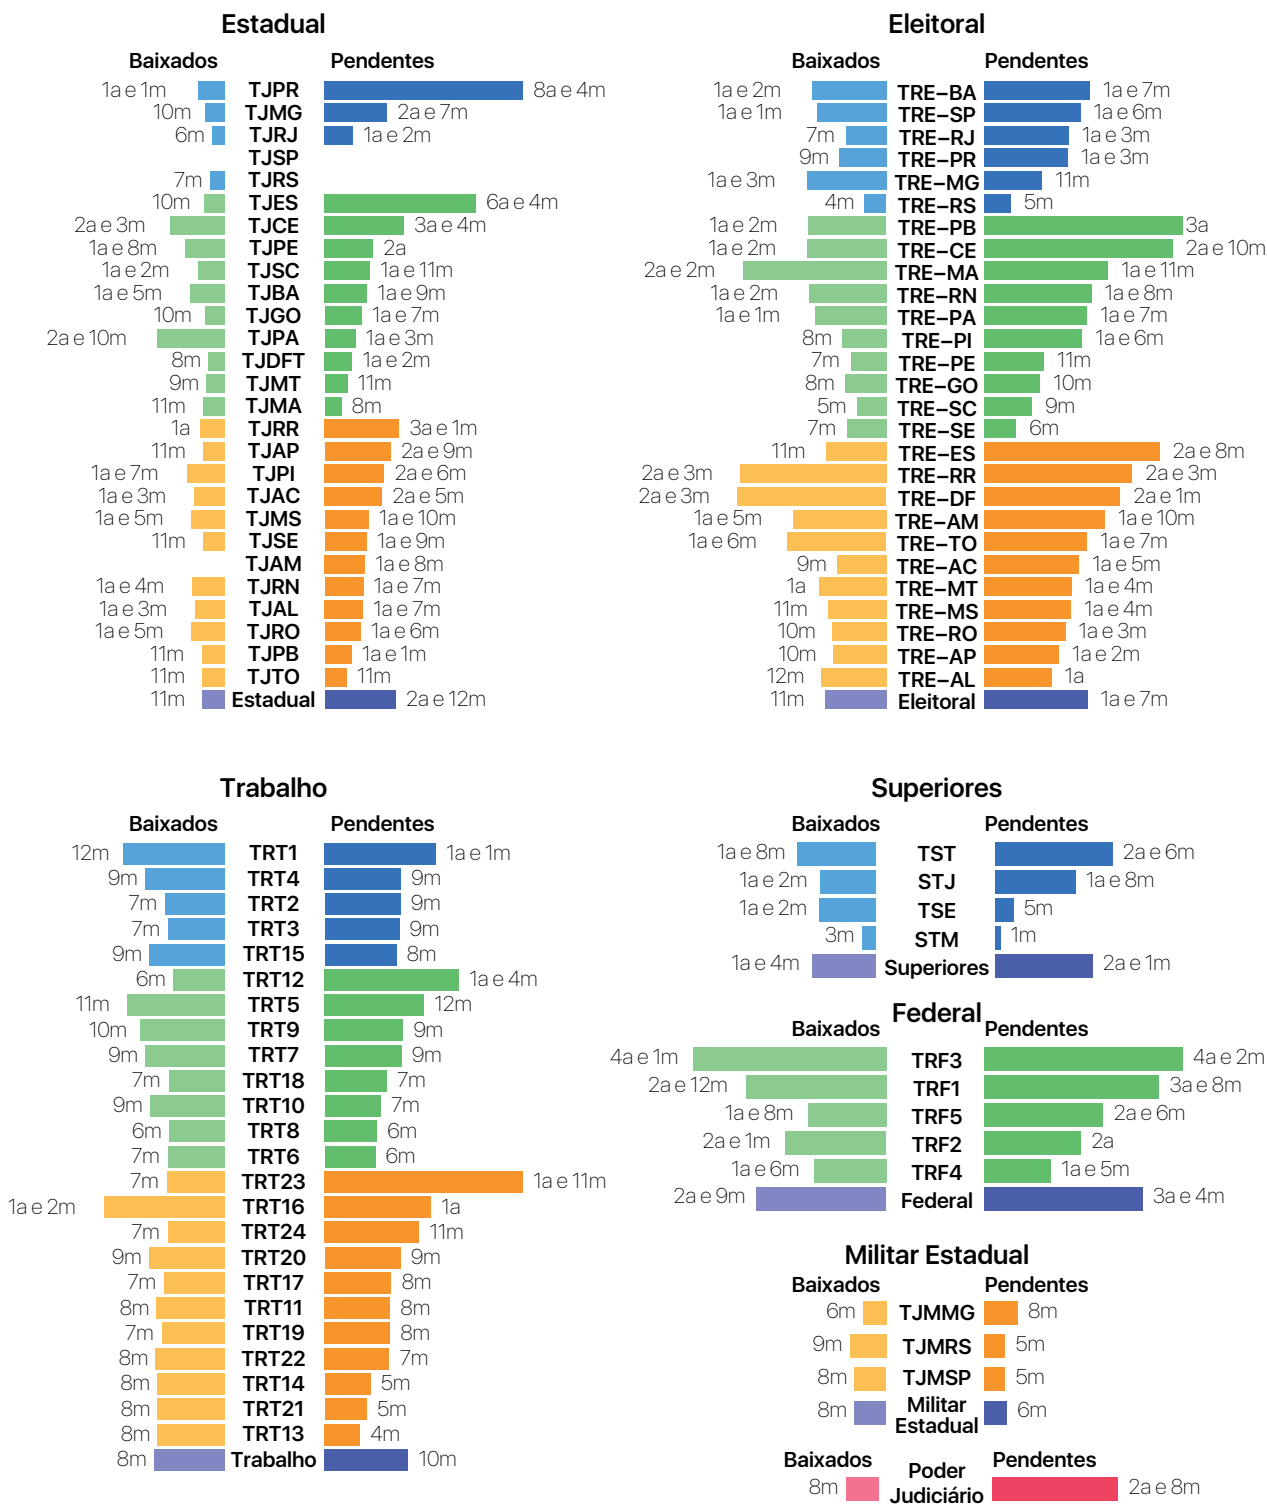 Estadual
Baixados Pendentes
1a e 1m TJPR 8a e 4m
10m TJMG 2a e 7m
6m TJRJ 1a e 2m
TJSP
7m TJRS
10m TJES 6a e 4m
2a e 3m TJCE 3a e 4m
1a e 8m TJPE 2a
1a e 2m TJSC 1a e 11m
1a e 5m TJBA 1a e 9m
10m TJGO 1a e 7m
2a e 10m TJPA 1a e 3m
8m TJDFT 1a e 2m
9m TJMT 11m
11m TJMA 8m
1a TJRR 3a e 1m
11m TJAP 2a e 9m
1a e 7m TJPI 2a e 6m
1a e 3m TJAC 2a e 5m
1a e 5m TJMS 1a e 10m
11m TJSE 1a e 9m
TJAM 1a e 8m
1a e 4m TJRN 1a e 7m
1a e 3m TJAL 1a e 7m
1a e 5m TJRO 1a e 6m
11m TJPB 1a e 1m
11m TJTO 11m
11m Estadual 2a e 12m
Eleitoral
Baixados Pendentes
1a e 2m TRE–BA 1a e 7m
1a e 1m TRE–SP 1a e 6m
7m TRE–RJ 1a e 3m
9m TRE–PR 1a e 3m
1a e 3m TRE–MG 11m
4m TRE–RS 5m
1a e 2m TRE–PB 3a
1a e 2m TRE–CE 2a e 10m
2a e 2m TRE–MA 1a e 11m
1a e 2m TRE–RN 1a e 8m
1a e 1m TRE–PA 1a e 7m
8m TRE–PI 1a e 6m
7m TRE–PE 11m
8m TRE–GO 10m
5m TRE–SC 9m
7m TRE–SE 6m
11m TRE–ES 2a e 8m
2a e 3m TRE–RR 2a e 3m
2a e 3m TRE–DF 2a e 1m
1a e 5m TRE–AM 1a e 10m
1a e 6m TRE–TO 1a e 7m
9m TRE–AC 1a e 5m
1a TRE–MT 1a e 4m
11m TRE–MS 1a e 4m
10m TRE–RO 1a e 3m
10m TRE–AP 1a e 2m
12m TRE–AL 1a
11m Eleitoral 1a e 7m
Trabalho
Baixados Pendentes
12m TRT1 1a e 1m
9m TRT4 9m
7m TRT2 9m
7m TRT3 9m
9m TRT15 8m
6m TRT12 1a e 4m
11m TRT5 12m
10m TRT9 9m
9m TRT7 9m
7m TRT18 7m
9m TRT10 7m
6m TRT8 6m
7m TRT6 6m
7m TRT23 1a e 11m
1a e 2m TRT16 1a
7m TRT24 11m
9m TRT20 9m
7m TRT17 8m
8m TRT11 8m
7m TRT19 8m
8m TRT22 7m
8m TRT14 5m
8m TRT21 5m
8m TRT13 4m
8m Trabalho 10m
Superiores
Baixados Pendentes
1a e 8m TST 2a e 6m
1a e 2m STJ 1a e 8m
1a e 2m TSE 5m
3m STM 1m
1a e 4m Superiores 2a e 1m
Federal
Baixados Pendentes
4a e 1m TRF3 4a e 2m
2a e 12m TRF1 3a e 8m
1a e 8m TRF5 2a e 6m
2a e 1m TRF2 2a
1a e 6m TRF4 1a e 5m
2a e 9m Federal 3a e 4m
Militar Estadual
Baixados Pendentes
6m TJMMG 8m
9m TJMRS 5m
8m TJMSP 5m
8m Militar 6m
Estadual
Baixados Pendentes
8m Poder 2a e 8m
Judiciário